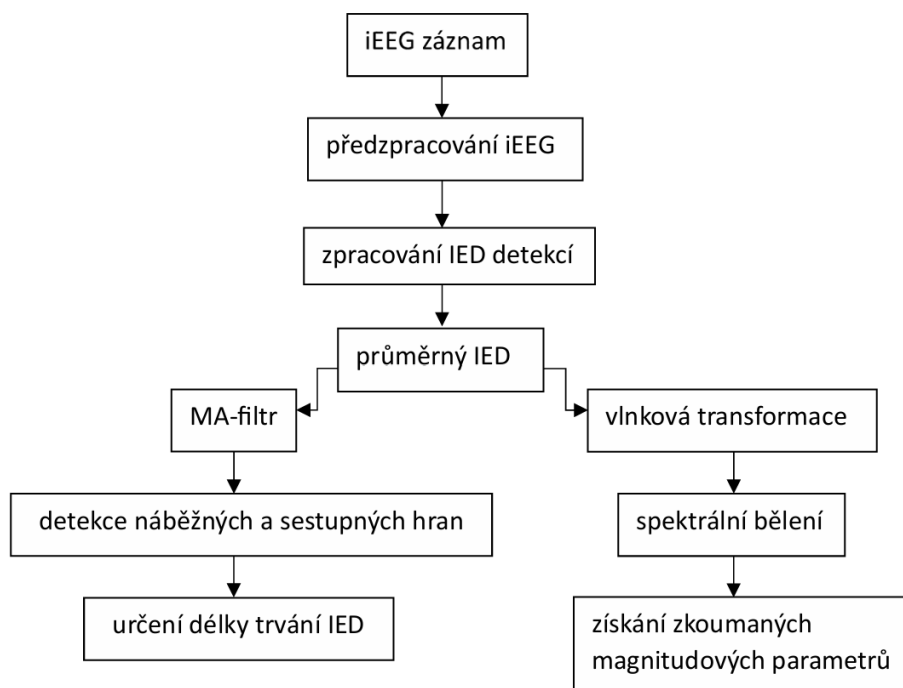 iEEG záznam
předzpracování iEEG
zpracování IED detekcí
průměrný IED
MA-filtr
vlnková transformace
detekce náběžných a sestupných hran
spektrální bělení
určení délky trvání IED
získání zkoumaných
magnitudových parametrů